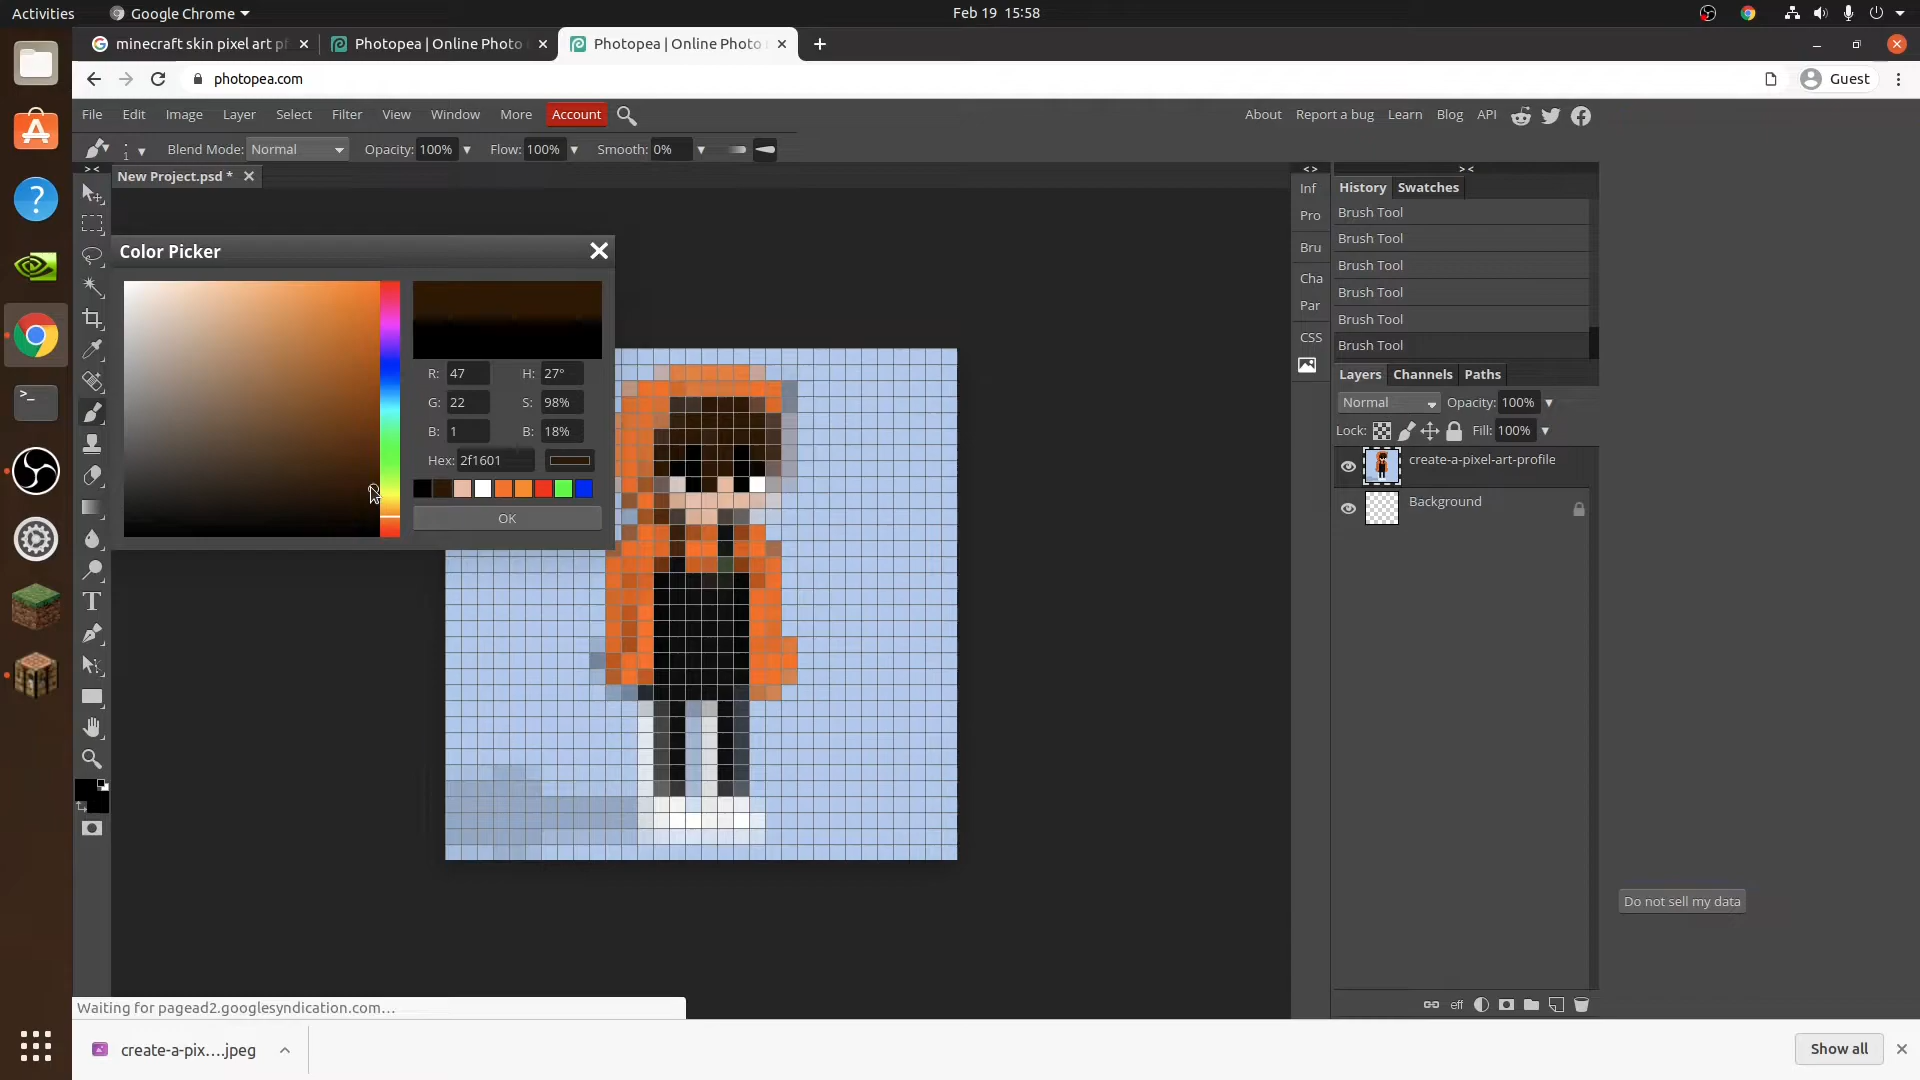 Activities
Google Chrome
Feb 19 15:58
minecraft skin pixel art p
Photopea | Online Photo
Photopea | Online Photo
photopea.com
Guest
File Edit Image Layer Select Filter View Window More Account
About Report a bug Learn Blog API
1 Blend Mode: Normal Opacity: 100% Flow: 100% Smooth: 0%
New Project.psd *
Color Picker
R: 47 H: 27°
G: 22 S: 98%
B: 1 B: 18%
Hex: 2f1601
OK
Inf
Pro
Bru
Cha
Par
CSS
History Swatches
Brush Tool
Brush Tool
Brush Tool
Brush Tool
Brush Tool
Brush Tool
Layers Channels Paths
Normal Opacity: 100%
Lock: Fill: 100%
create-a-pixel-art-profile
Background
T
eff
Do not sell my data
Waiting for pagead2.googlesyndication.com...
create-a-pix....jpeg
Show all